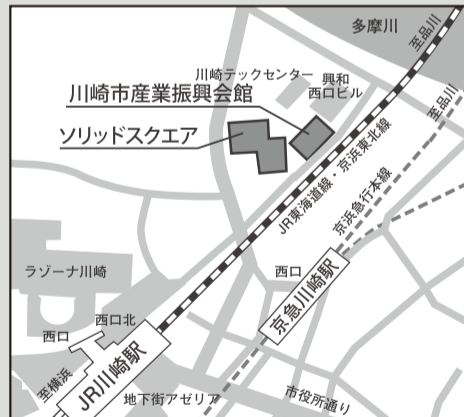 多摩川
至品川
川崎テックセンター
興和
西口ビル
川崎市産業振興会館
ソリッドスクエア
至品川
JR東海道線・京浜東北線
京浜急行本線
ラゾーナ川崎
西口
京急川崎駅
西口北
西口
至横浜
JR川崎駅
地下街アゼリア
市役所通り